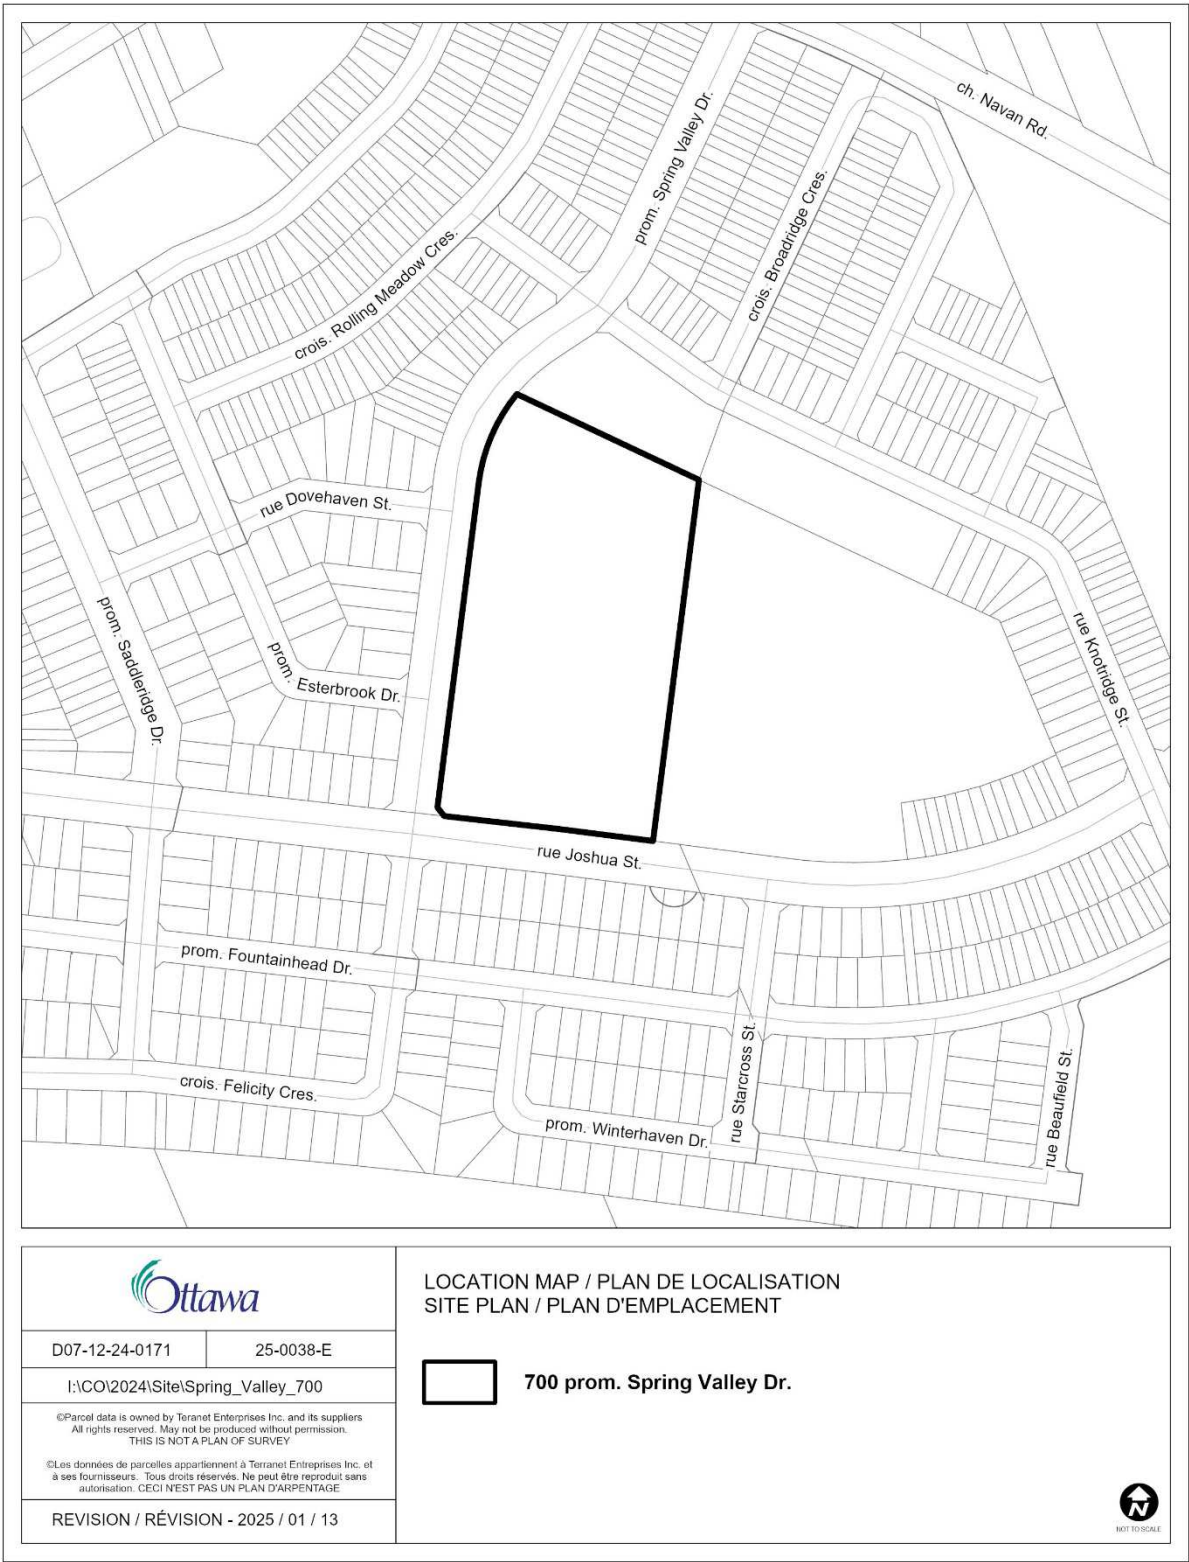 ch. Navan Rd.
prom. Spring Valley Dr.
crois. Broadridge Cres.
crois. Rolling Meadow Cres.
rue Dovehaven St.
prom. Saddleridge Dr.
prom. Esterbrook Dr.
rue Knotridge St.
rue Joshua St.
prom. Fountainhead Dr.
rue Starcross St.
rue Beaufield St.
crois. Felicity Cres.
prom. Winterhaven Dr.
Ottawa
D07-12-24-0171
25-0038-E
I:\CO\2024\Site\Spring_Valley_700
©Parcel data is owned by Teranet Enterprises Inc. and its suppliers
All rights reserved. May not be produced without permission.
THIS IS NOT A PLAN OF SURVEY
©Les données de parcelles appartiennent à Terranet Entreprises Inc. et
à ses fournisseurs. Tous droits réservés. Ne peut être reproduit sans
autorisation. CECI N'EST PAS UN PLAN D'ARPENTAGE
REVISION / RÉVISION - 2025 / 01 / 13
LOCATION MAP / PLAN DE LOCALISATION
SITE PLAN / PLAN D'EMPLACEMENT
700 prom. Spring Valley Dr.
N
NOT TO SCALE